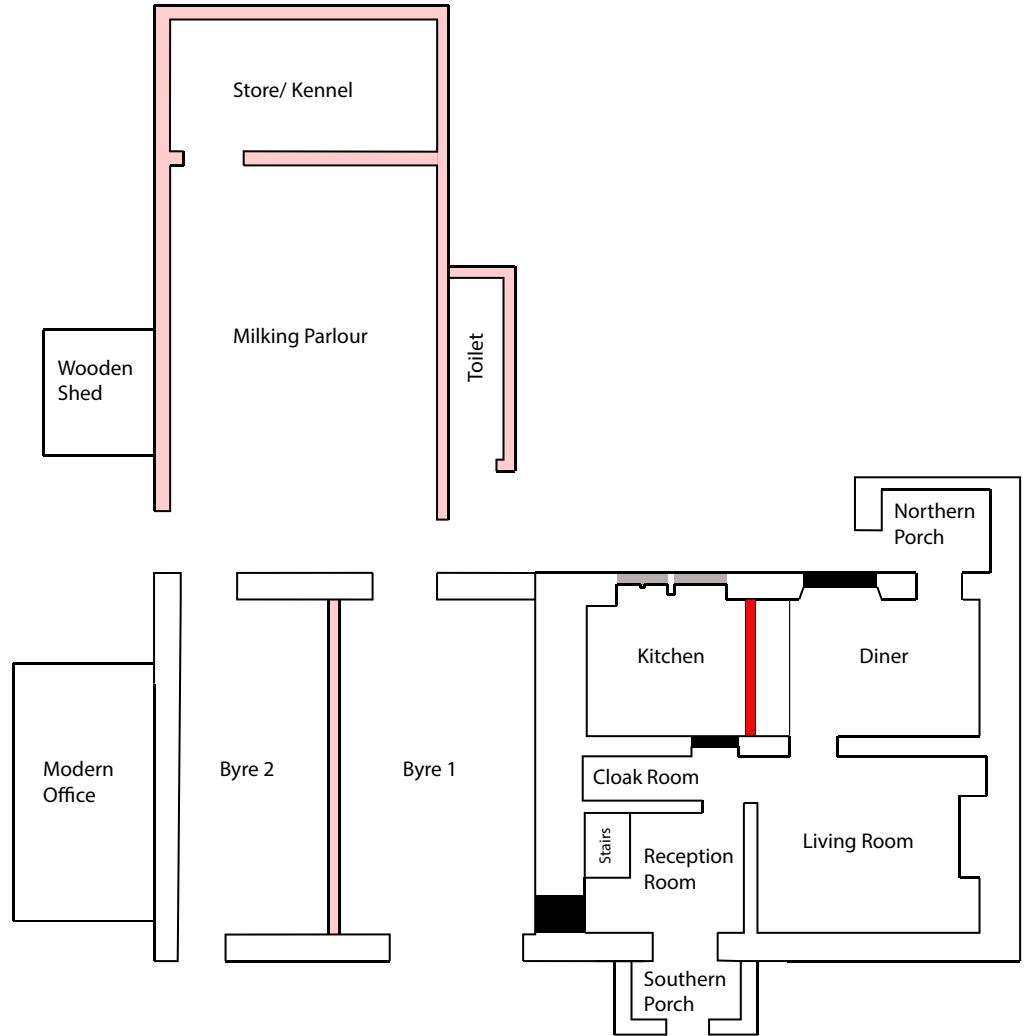 Store/ Kennel
Milking Parlour
Toilet
Wooden
Shed
Northern
Porch
Kitchen
Diner
Modern
Office
Byre 2
Byre 1
Cloak Room
Stairs
Reception
Room
Living Room
Southern
Porch